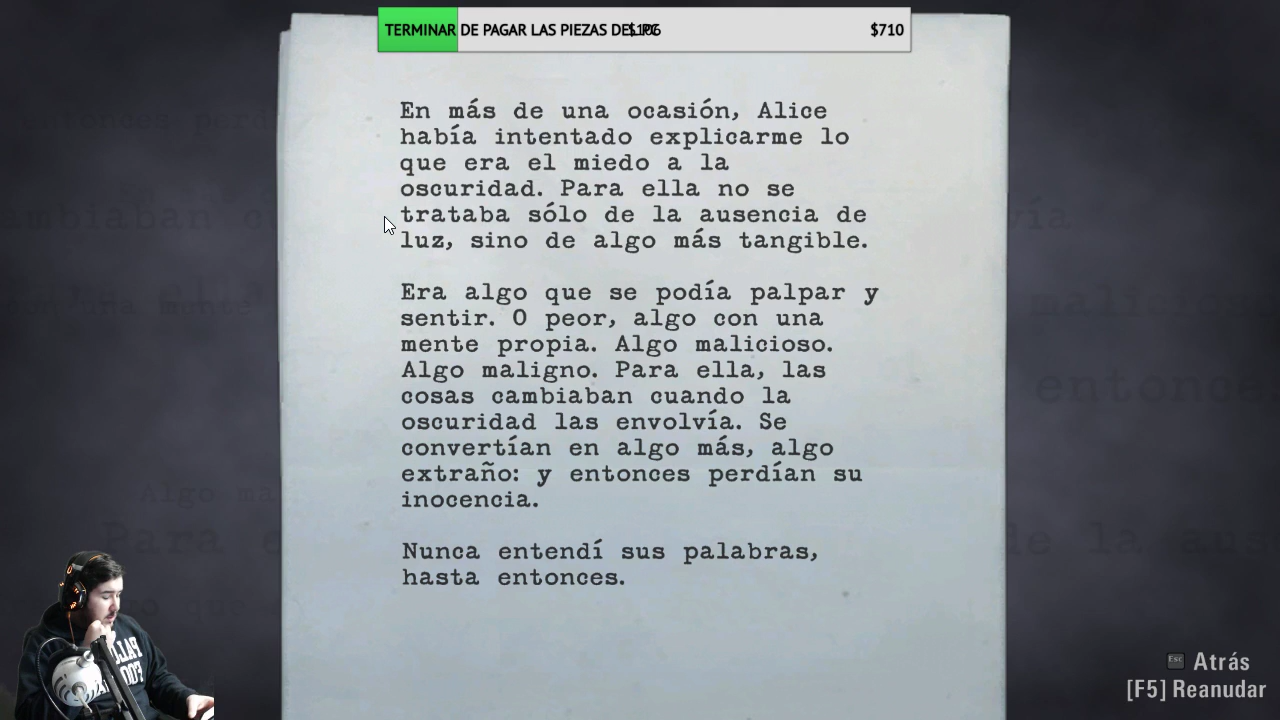 TERMINAR DE PAGAR LAS PIEZAS DEL PC $106 $710
En más de una ocasión, Alice
había intentado explicarme lo
que era el miedo a la
oscuridad. Para ella no se
trataba sólo de la ausencia de
luz, sino de algo más tangible.
Era algo que se podía palpar y
sentir. O peor, algo con una
mente propia. Algo malicioso.
Algo maligno. Para ella, las
cosas cambiaban cuando la
oscuridad las envolvía. Se
convertían en algo más, algo
extraño: y entonces perdían su
inocencia.
Nunca entendí sus palabras,
hasta entonces.
Esc Atrás
[F5] Reanudar